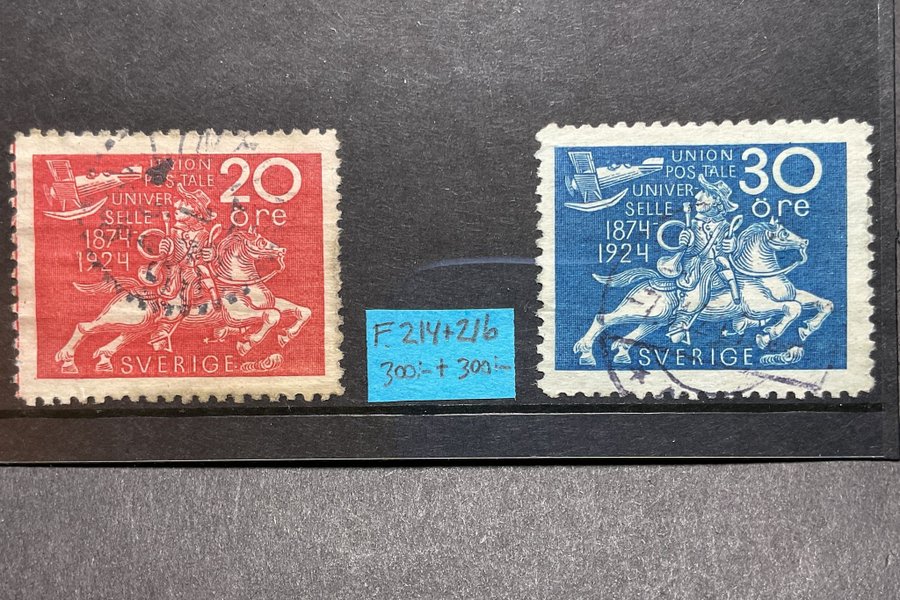 UNION
POSTALE
UNIVER-
SELLE
1874-
1924
20
öre
SVERIGE
F. 214+216
300:- + 300:-
UNION
POSTALE
UNIVER-
SELLE
1874-
1924
30
öre
SVERIGE